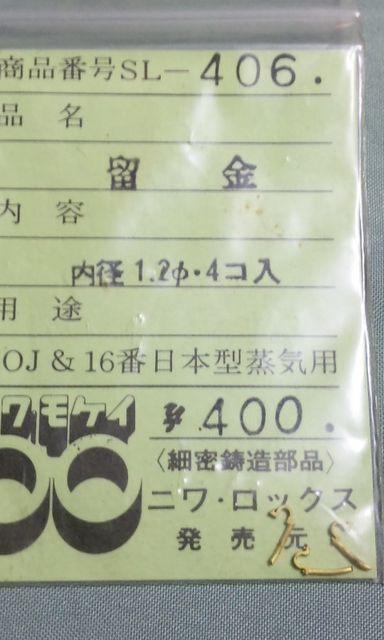 商品番号SL-406.
品名
留金
内容
内径1.2φ・4コ入
用途
OJ & 16番日本型蒸気用
ワモケイ
400.
〈細密鋳造部品〉
ニワ・ロックス
発売元